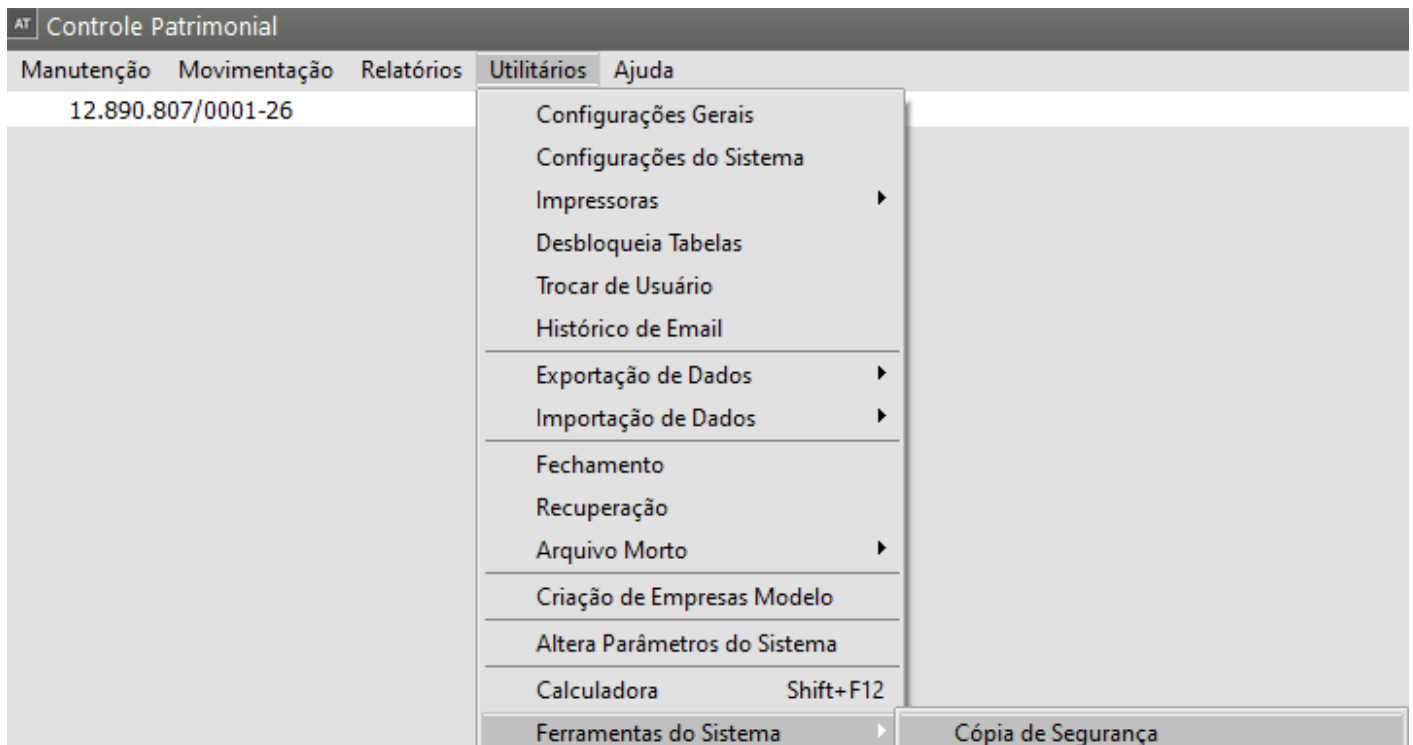 AT Controle Patrimonial
Manutenção Movimentação Relatórios Utilitários Ajuda
12.890.807/0001-26
Configurações Gerais
Configurações do Sistema
Impressoras
Desbloqueia Tabelas
Trocar de Usuário
Histórico de Email
Exportação de Dados
Importação de Dados
Fechamento
Recuperação
Arquivo Morto
Criação de Empresas Modelo
Altera Parâmetros do Sistema
Calculadora Shift+F12
Ferramentas do Sistema Cópia de Segurança